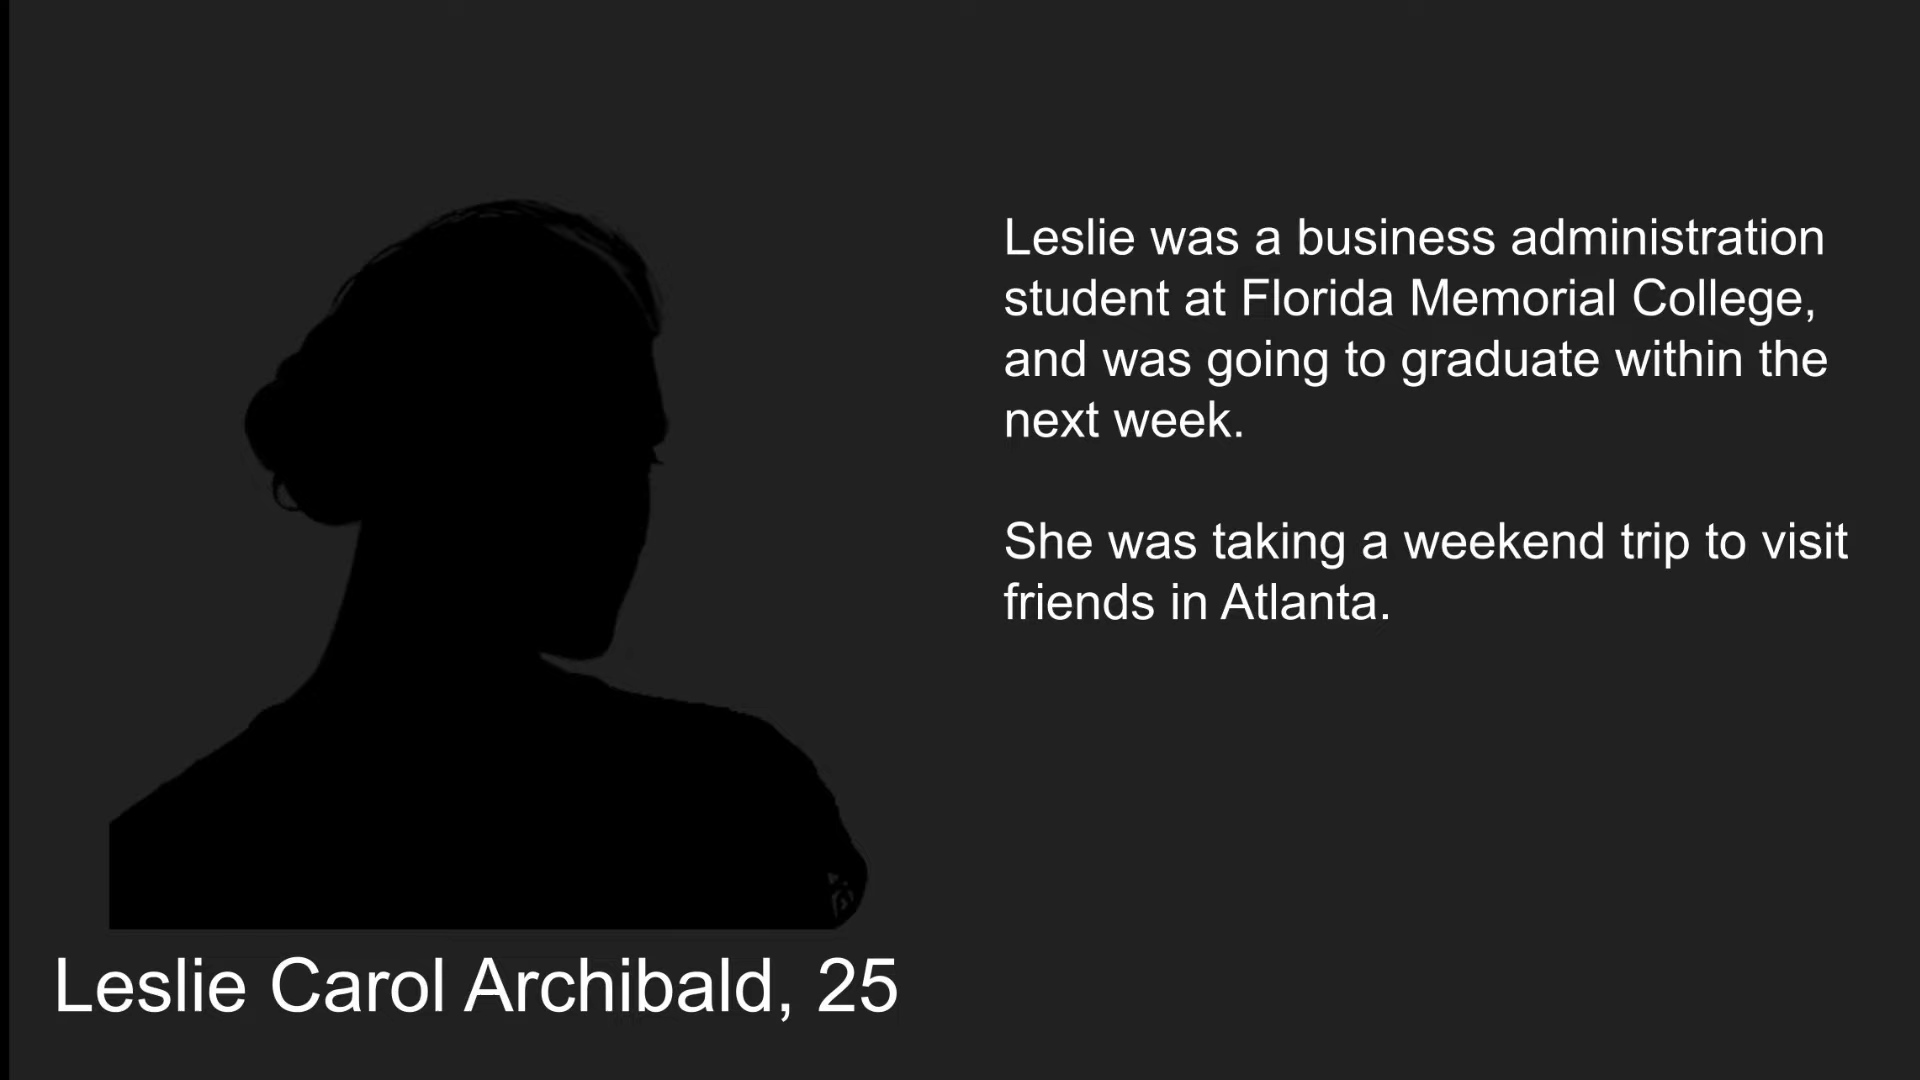 Leslie was a business administration
student at Florida Memorial College,
and was going to graduate within the
next week.
She was taking a weekend trip to visit
friends in Atlanta.
Leslie Carol Archibald, 25